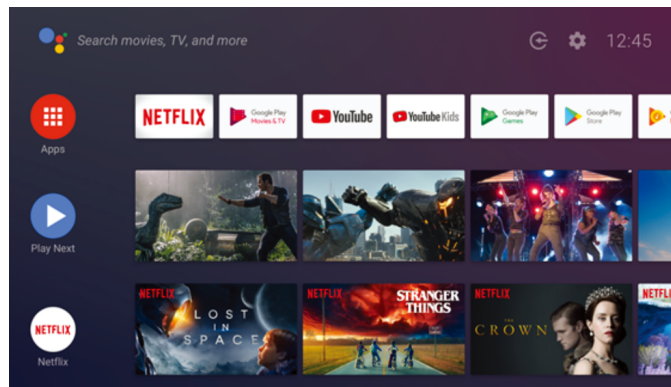 Search movies, TV, and more
12:45
NETFLIX
Google Play
Movies & TV
YouTube
YouTube Kids
Google Play
Games
Google Play
Store
Apps
Play Next
NETFLIX
LOST
IN
SPACE
NETFLIX
STRANGER
THINGS
NETFLIX
THE
CROWN
NETFLIX
NETFLIX
Netflix